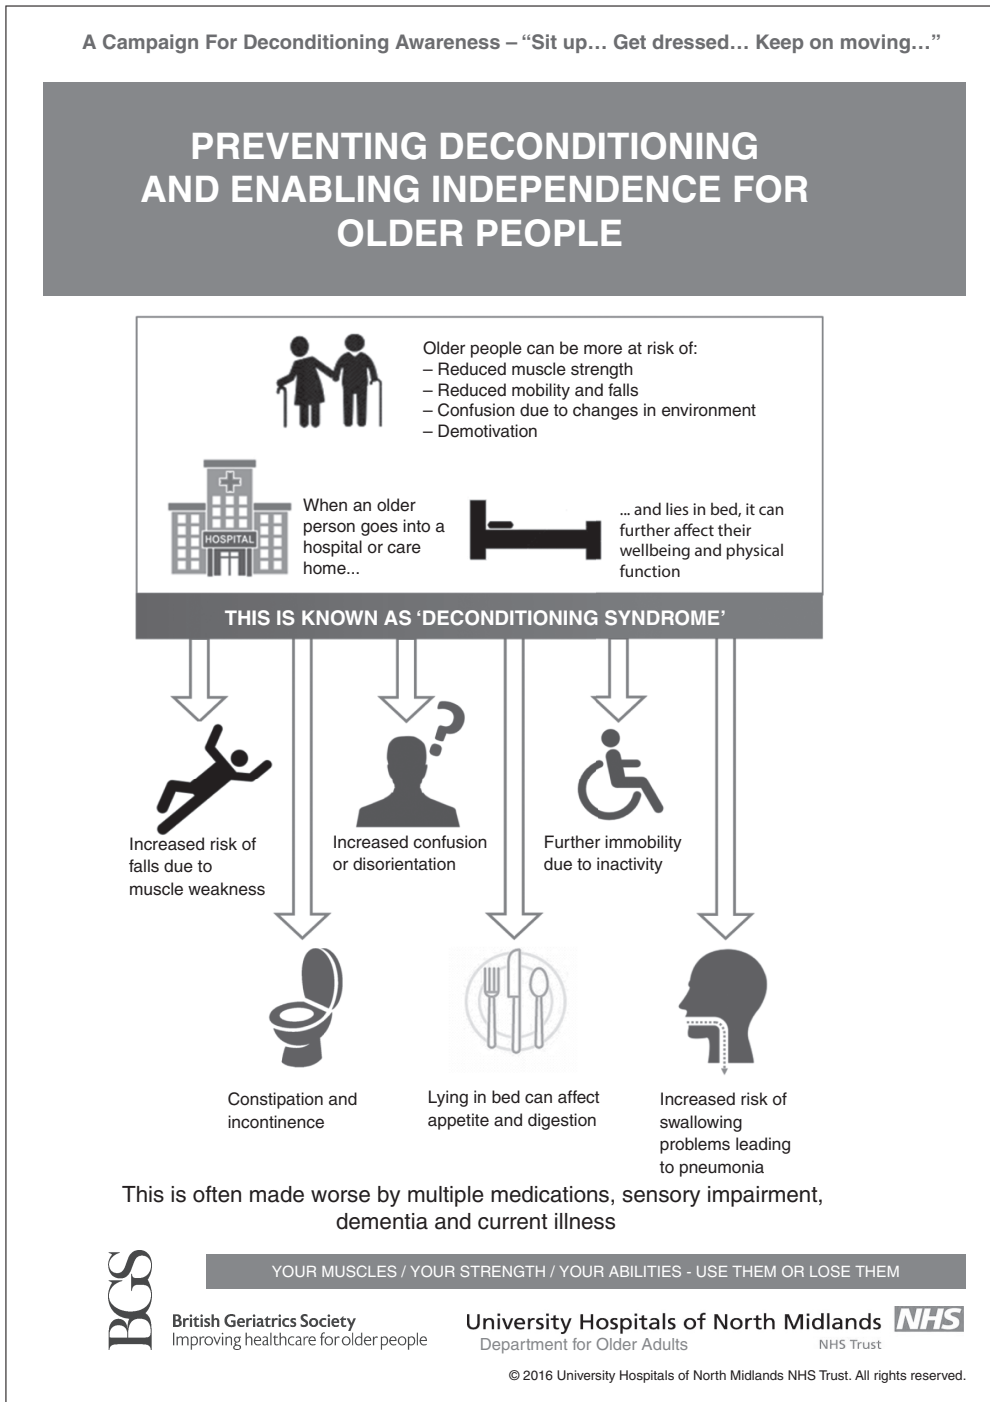 A Campaign For Deconditioning Awareness – “Sit up… Get dressed… Keep on moving…”
PREVENTING DECONDITIONING
AND ENABLING INDEPENDENCE FOR
OLDER PEOPLE
Older people can be more at risk of:
– Reduced muscle strength
– Reduced mobility and falls
– Confusion due to changes in environment
– Demotivation
HOSPITAL
When an older
person goes into a
hospital or care
home...
... and lies in bed, it can
further affect their
wellbeing and physical
function
THIS IS KNOWN AS ‘DECONDITIONING SYNDROME’
?
Increased risk of
falls due to
muscle weakness
Increased confusion
or disorientation
Further immobility
due to inactivity
Constipation and
incontinence
Lying in bed can affect
appetite and digestion
Increased risk of
swallowing
problems leading
to pneumonia
This is often made worse by multiple medications, sensory impairment,
dementia and current illness
YOUR MUSCLES / YOUR STRENGTH / YOUR ABILITIES - USE THEM OR LOSE THEM
BGS
British Geriatrics Society
Improving healthcare for older people
University Hospitals of North Midlands NHS
Department for Older Adults
NHS Trust
© 2016 University Hospitals of North Midlands NHS Trust. All rights reserved.